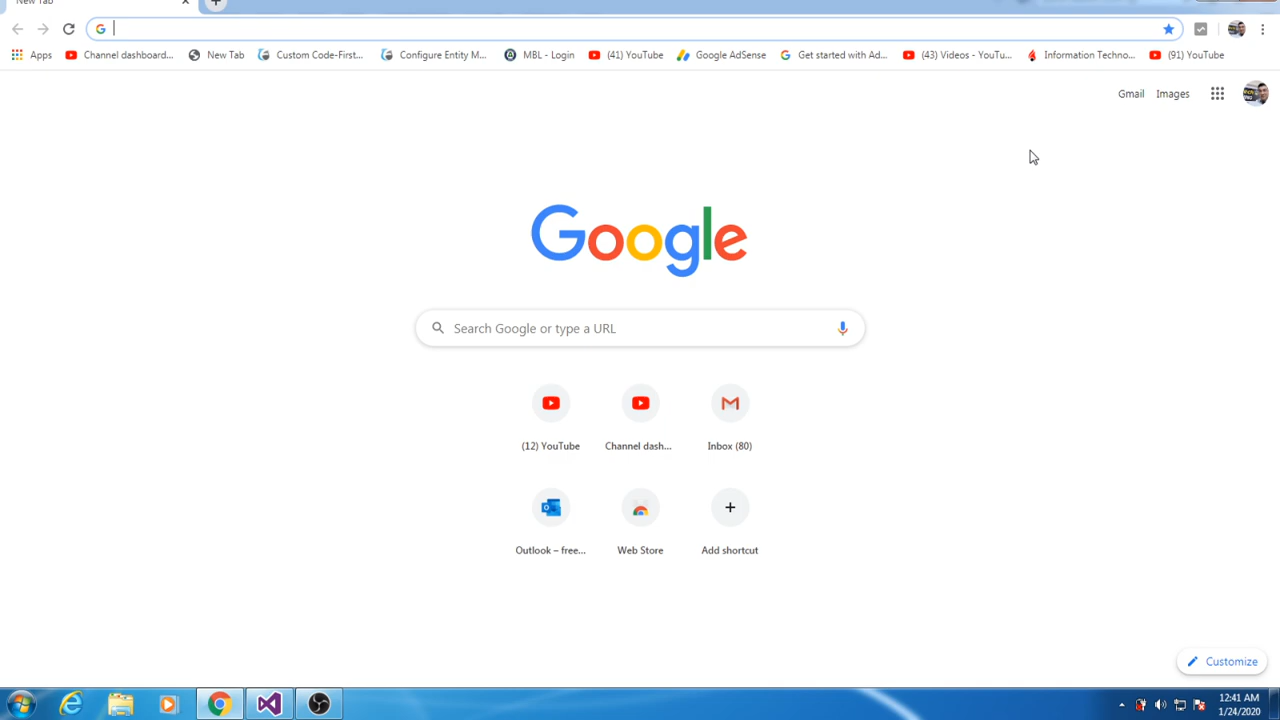 New Tab
Apps Channel dashboard... New Tab Custom Code-First... Configure Entity M... MBL - Login (41) YouTube Google AdSense Get started with Ad... (43) Videos - YouTu... Information Techno... (91) YouTube
Gmail Images
Google
Search Google or type a URL
(12) YouTube Channel dash... Inbox (80)
Outlook – free... Web Store Add shortcut
Customize
12:41 AM
1/24/2020